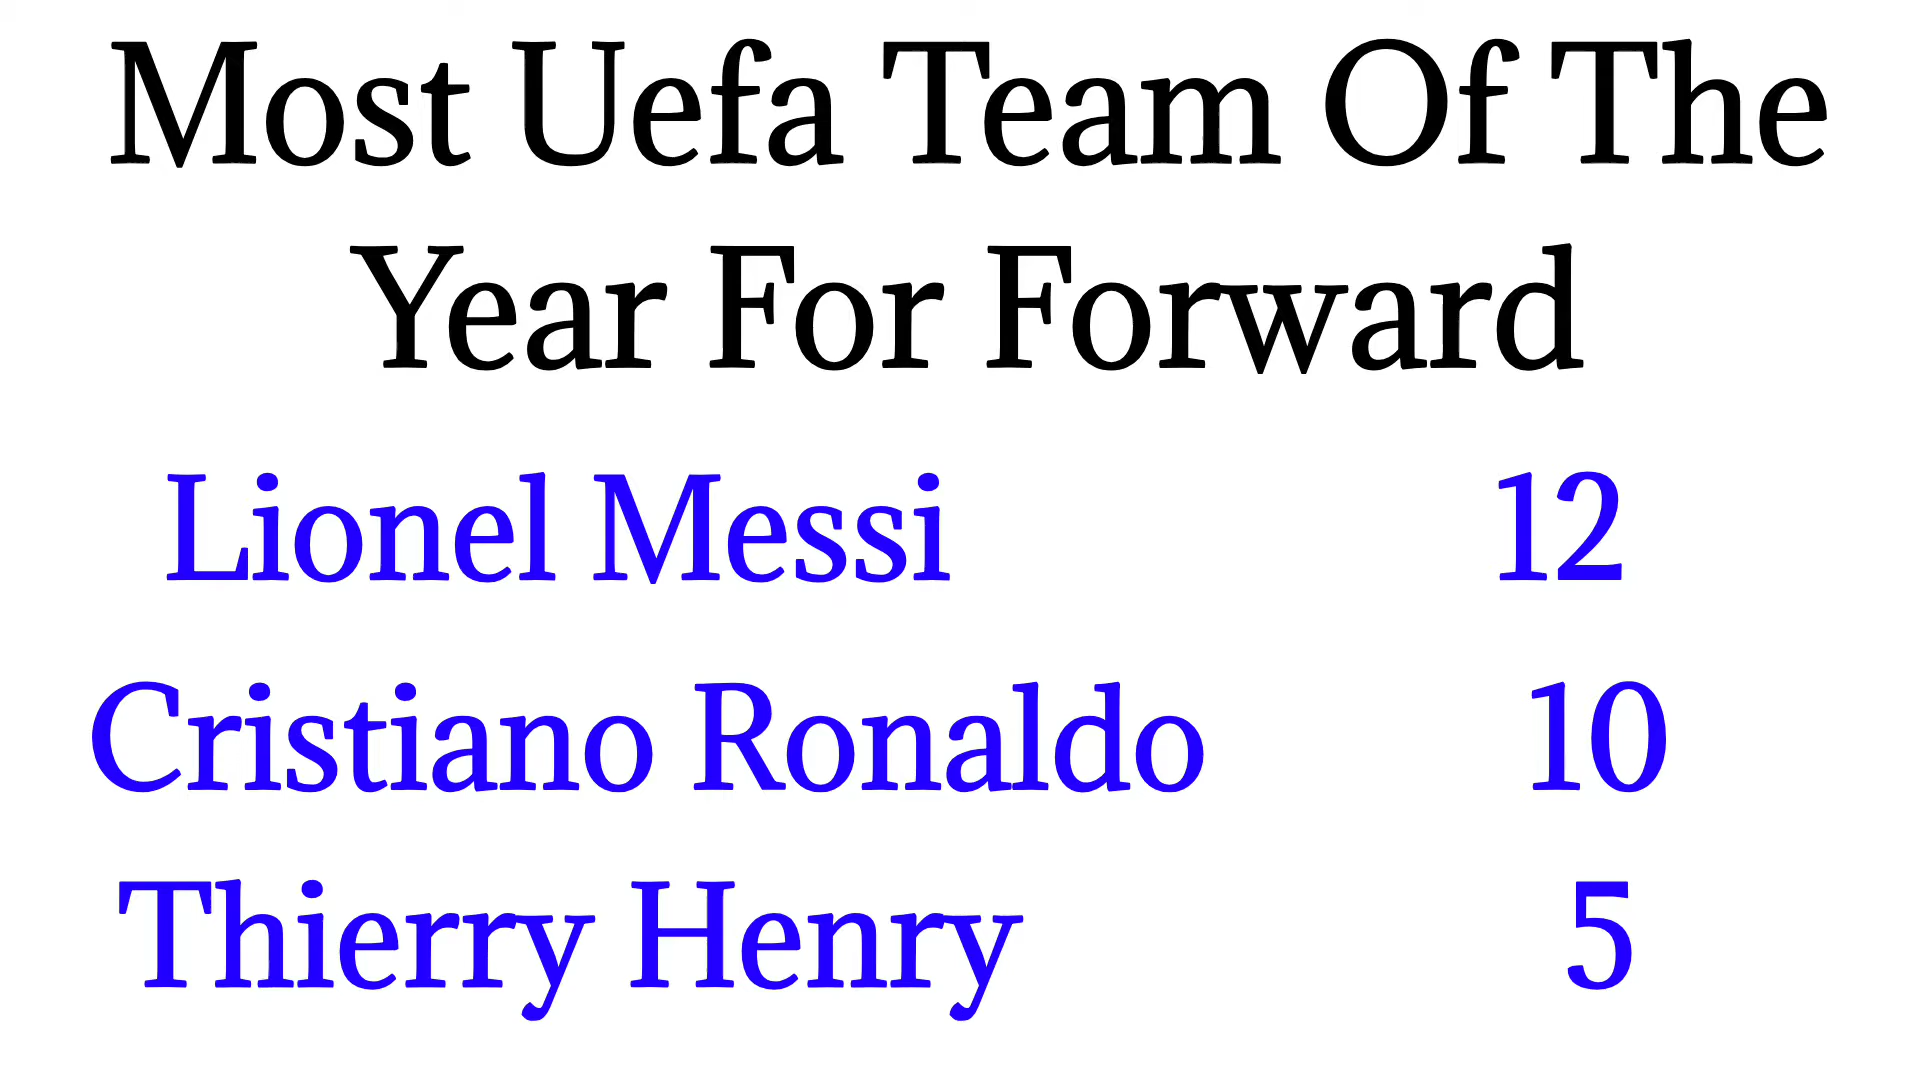 Most Uefa Team Of The
Year For Forward
Lionel Messi 12
Cristiano Ronaldo 10
Thierry Henry 5